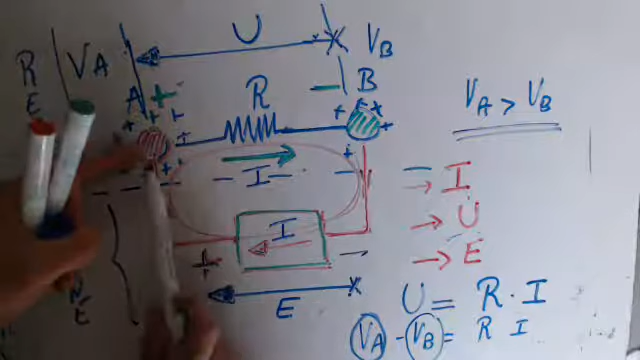 U
R
E
VA
VB
A
+
R
−
B
VA > VB
I
I
U
I
E
+
−
N
E
E
U = R · I
VA - VB = R I